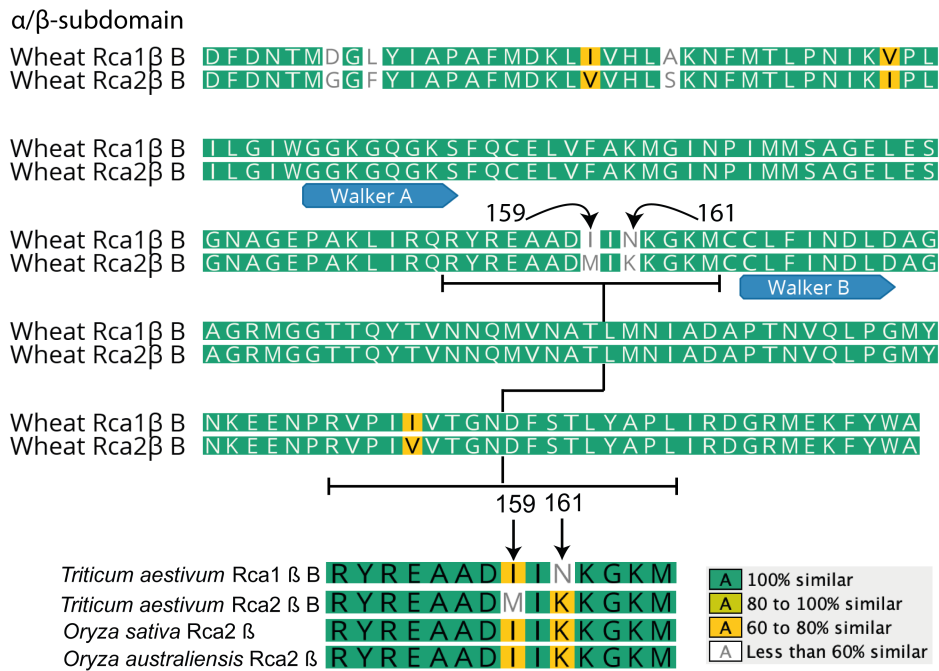 α/β-subdomain
Wheat Rca1β B DFDNTMDGLYIAPAFMDKLIVHLAKNFMTLPNIKVPL
Wheat Rca2β B DFDNTMGGFYIAPAFMDKLVVHLSKNFMTLPNIKIPL
Wheat Rca1β B ILGIWGGKGQGKSFQCELVFAKMGINPIMMSAGELES
Wheat Rca2β B ILGIWGGKGQGKSFQCELVFAKMGINPIMMSAGELES
Walker A
159 161
Wheat Rca1β B GNAGEPAKLIRQRYREAADIINKGKMCCLFINDLDAG
Wheat Rca2β B GNAGEPAKLIRQRYREAADMIKKGKMCCLFINDLDAG
Walker B
Wheat Rca1β B AGRMGGTTQYTVNNQMVNATLMNIADAPTNVQLPGMY
Wheat Rca2β B AGRMGGTTQYTVNNQMVNATLMNIADAPTNVQLPGMY
Wheat Rca1β B NKEENPRVPIIVTGNDFSTLYAPLIRDGRMEKFYWA
Wheat Rca2β B NKEENPRVPIVVTGNDFSTLYAPLIRDGRMEKFYWA
159 161
Triticum aestivum Rca1 ß B RYREAADIINKGKM
Triticum aestivum Rca2 ß B RYREAADMIKKGKM
Oryza sativa Rca2 ß RYREAADIIKKGKM
Oryza australiensis Rca2 ß RYREAADIIKKGKM
A 100% similar
A 80 to 100% similar
A 60 to 80% similar
A Less than 60% similar